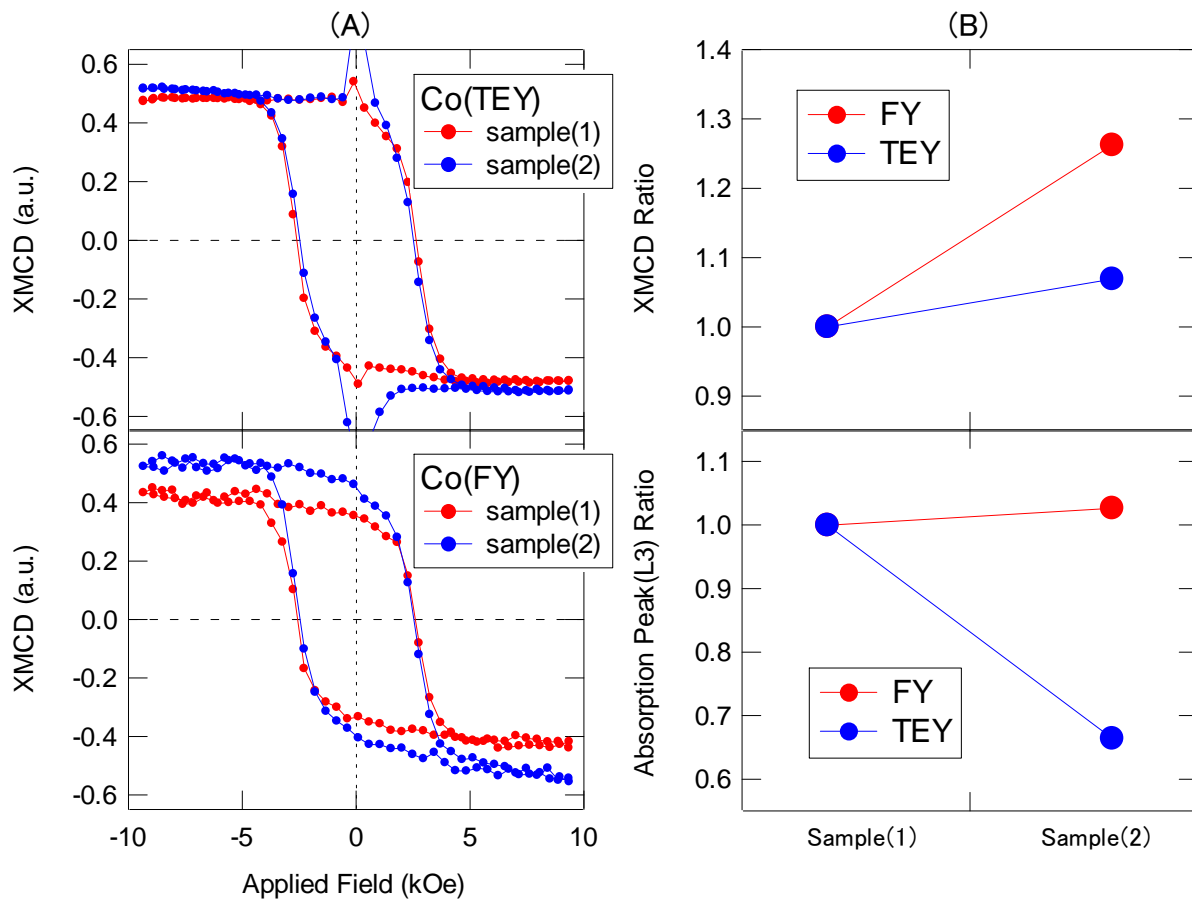 (A)
0.6
0.4
0.2
0.0
-0.2
-0.4
-0.6
XMCD (a.u.)
Co(TEY)
sample(1)
sample(2)
0.6
0.4
0.2
0.0
-0.2
-0.4
-0.6
XMCD (a.u.)
Co(FY)
sample(1)
sample(2)
-10
-5
0
5
10
Applied Field (kOe)
(B)
1.4
1.3
1.2
1.1
1.0
0.9
XMCD Ratio
FY
TEY
1.1
1.0
0.9
0.8
0.7
0.6
Absorption Peak(L3) Ratio
FY
TEY
Sample(1)
Sample(2)